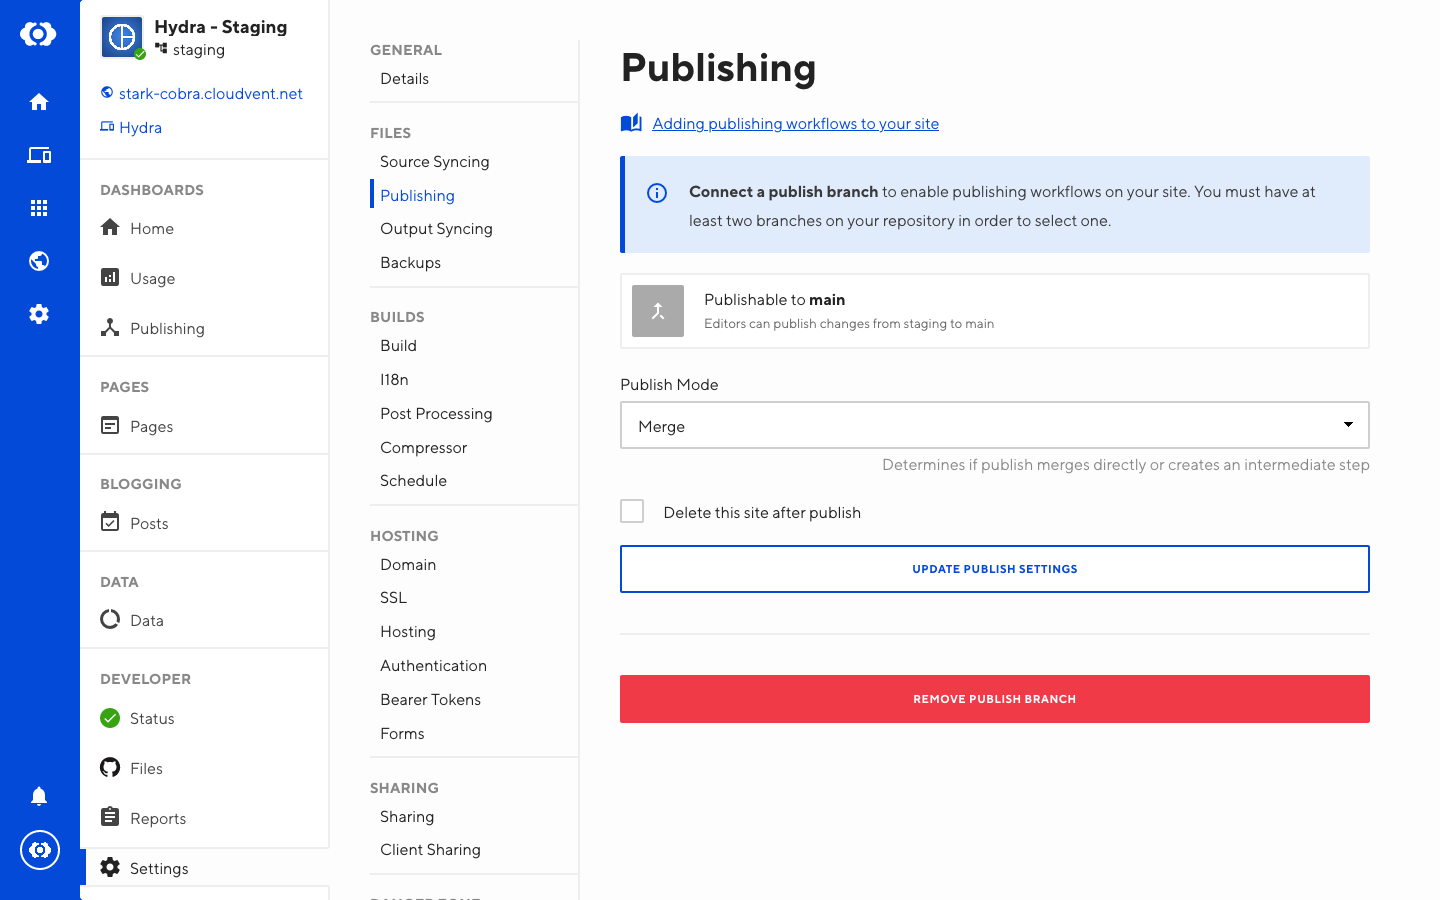 Hydra - Staging
staging
stark-cobra.cloudvent.net
Hydra
DASHBOARDS
Home
Usage
Publishing
PAGES
Pages
BLOGGING
Posts
DATA
Data
DEVELOPER
Status
Files
Reports
Settings
GENERAL
Details
FILES
Source Syncing
Publishing
Output Syncing
Backups
BUILDS
Build
I18n
Post Processing
Compressor
Schedule
HOSTING
Domain
SSL
Hosting
Authentication
Bearer Tokens
Forms
SHARING
Sharing
Client Sharing
Publishing
Adding publishing workflows to your site
Connect a publish branch to enable publishing workflows on your site. You must have at
least two branches on your repository in order to select one.
Publishable to main
Editors can publish changes from staging to main
Publish Mode
Merge
Determines if publish merges directly or creates an intermediate step
Delete this site after publish
UPDATE PUBLISH SETTINGS
REMOVE PUBLISH BRANCH